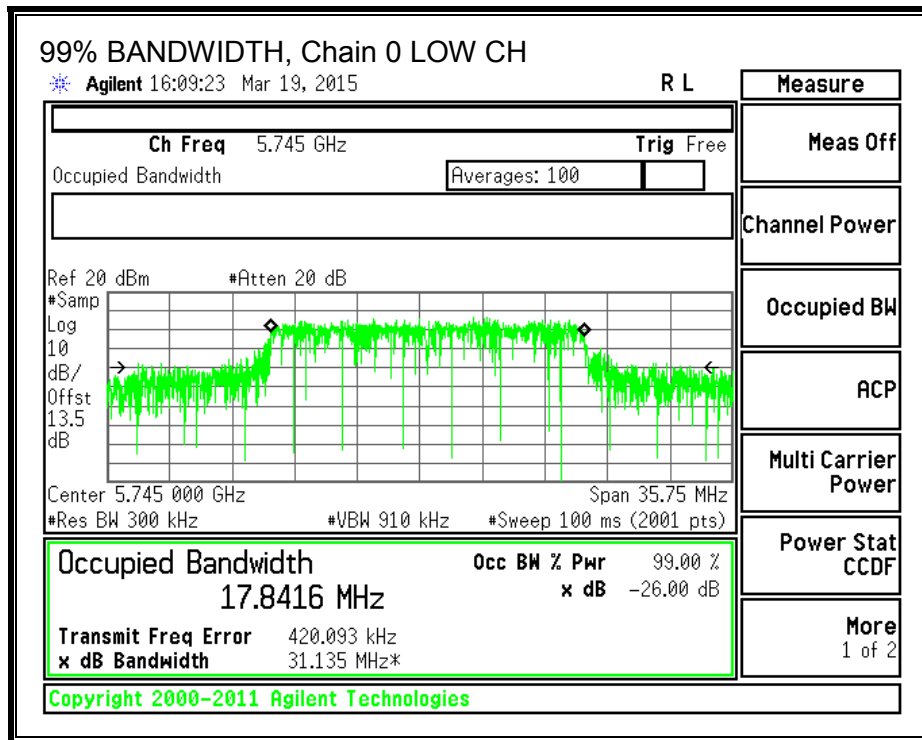 99% BANDWIDTH, Chain 0 LOW CH
Agilent 16:09:23 Mar 19, 2015 R L
Measure
Ch Freq 5.745 GHz Trig Free
Occupied Bandwidth Averages: 100
Ref 20 dBm #Atten 20 dB
#Samp
Log
10
dB/
Offst
13.5
dB
Center 5.745 000 GHz Span 35.75 MHz
#Res BW 300 kHz #VBW 910 kHz #Sweep 100 ms (2001 pts)
Occupied Bandwidth Occ BW % Pwr 99.00 %
17.8416 MHz x dB -26.00 dB
Transmit Freq Error 420.093 kHz
x dB Bandwidth 31.135 MHz*
Copyright 2000-2011 Agilent Technologies
Meas Off
Channel Power
Occupied BW
ACP
Multi Carrier
Power
Power Stat
CCDF
More
1 of 2